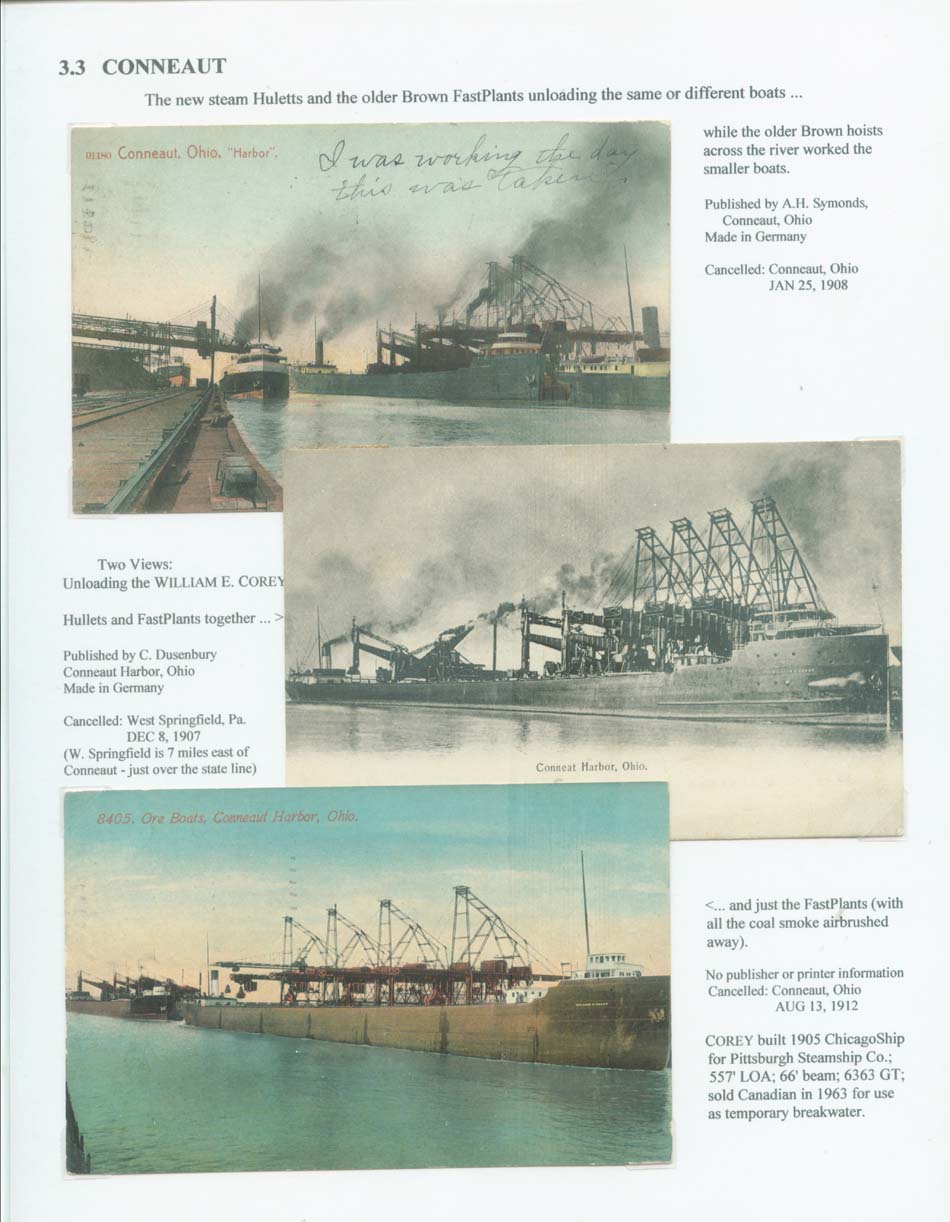 3.3 CONNEAUT
The new steam Huletts and the older Brown FastPlants unloading the same or different boats ...
01180 Conneaut, Ohio, "Harbor".
I was working the day
this was taken
while the older Brown hoists
across the river worked the
smaller boats.
Published by A.H. Symonds,
Conneaut, Ohio
Made in Germany
Cancelled: Conneaut, Ohio
JAN 25, 1908
Two Views:
Unloading the WILLIAM E. COREY
Hullets and FastPlants together ... >
Published by C. Dusenbury
Conneaut Harbor, Ohio
Made in Germany
Cancelled: West Springfield, Pa.
DEC 8, 1907
(W. Springfield is 7 miles east of
Conneaut - just over the state line)
Conneat Harbor, Ohio.
8405. Ore Boats, Conneaut Harbor, Ohio.
<... and just the FastPlants (with
all the coal smoke airbrushed
away).
No publisher or printer information
Cancelled: Conneaut, Ohio
AUG 13, 1912
COREY built 1905 ChicagoShip
for Pittsburgh Steamship Co.;
557' LOA; 66' beam; 6363 GT;
sold Canadian in 1963 for use
as temporary breakwater.